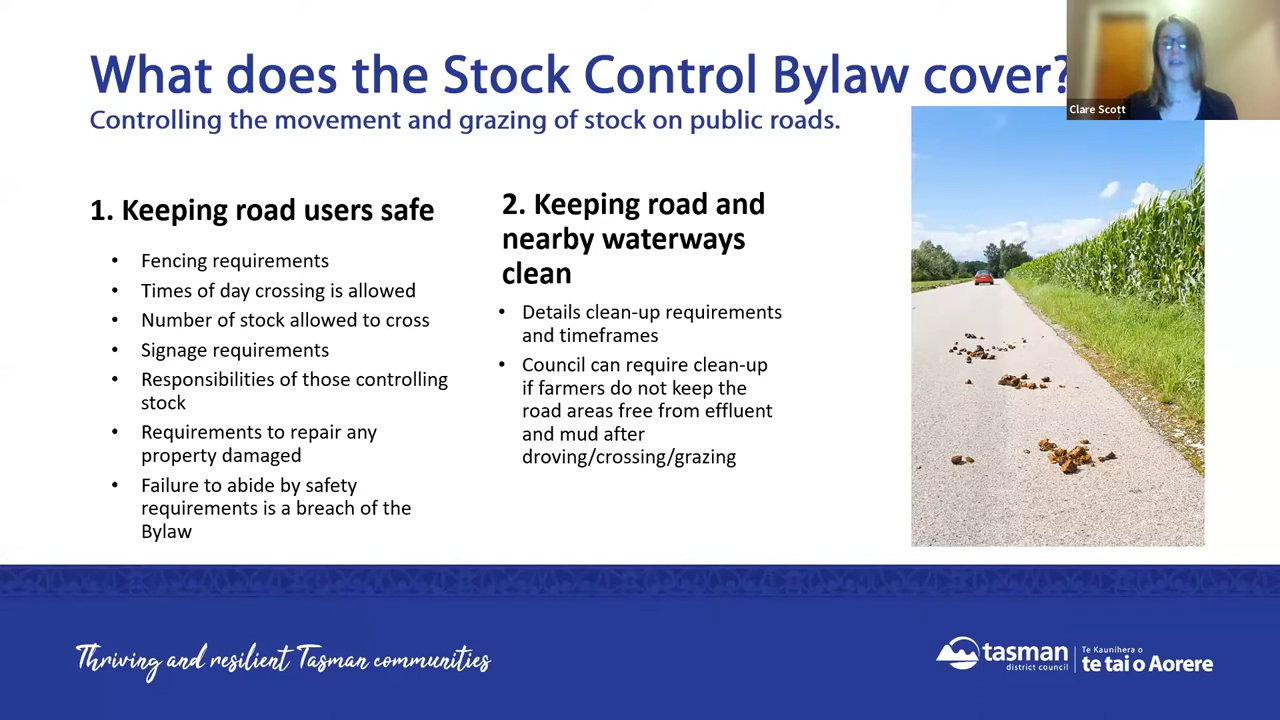 What does the Stock Control Bylaw cover?
Controlling the movement and grazing of stock on public roads.
Clare Scott
1. Keeping road users safe
• Fencing requirements
• Times of day crossing is allowed
• Number of stock allowed to cross
• Signage requirements
• Responsibilities of those controlling
stock
• Requirements to repair any
property damaged
• Failure to abide by safety
requirements is a breach of the
Bylaw
2. Keeping road and
nearby waterways
clean
• Details clean-up requirements
and timeframes
• Council can require clean-up
if farmers do not keep the
road areas free from effluent
and mud after
droving/crossing/grazing
Thriving and resilient Tasman communities
tasman
district council
Te Kaunihera o
te tai o Aorere